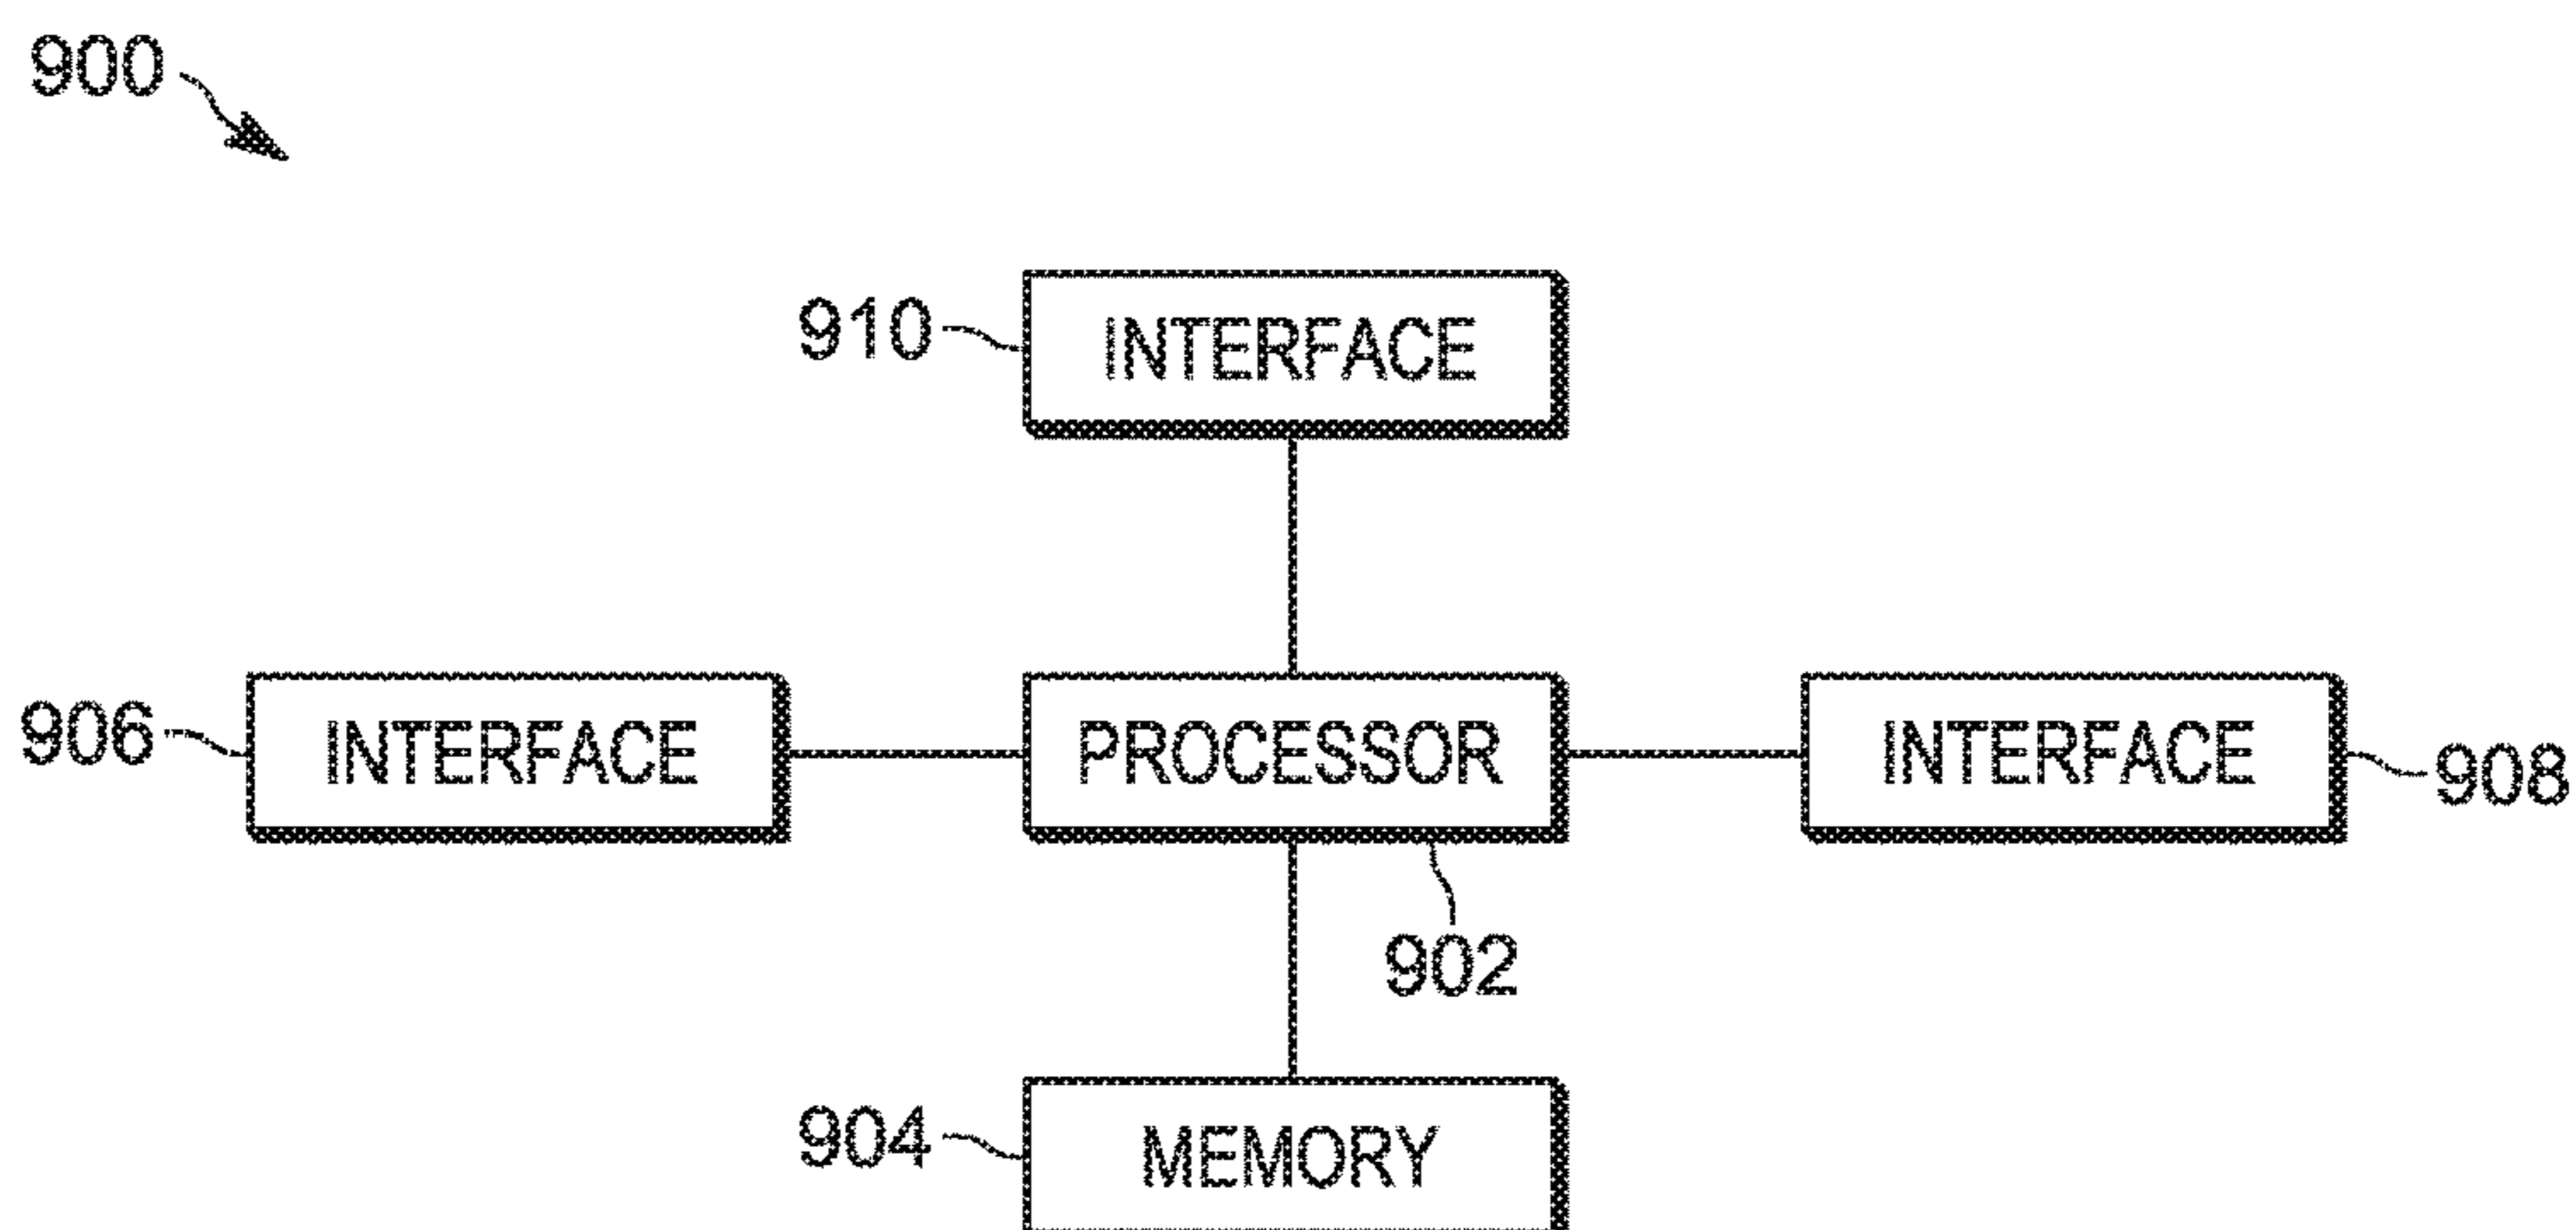 900
910 INTERFACE
906 INTERFACE PROCESSOR INTERFACE 908
902
904 MEMORY